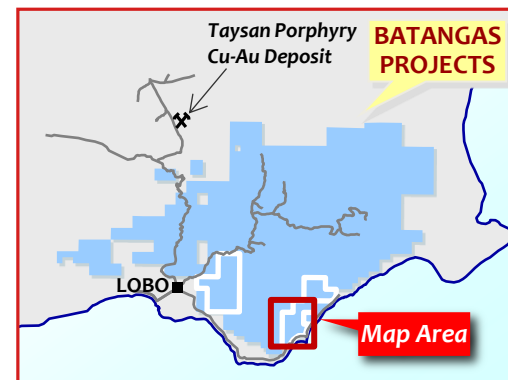 Taysan Porphyry
Cu-Au Deposit
BATANGAS
PROJECTS
LOBO
Map Area